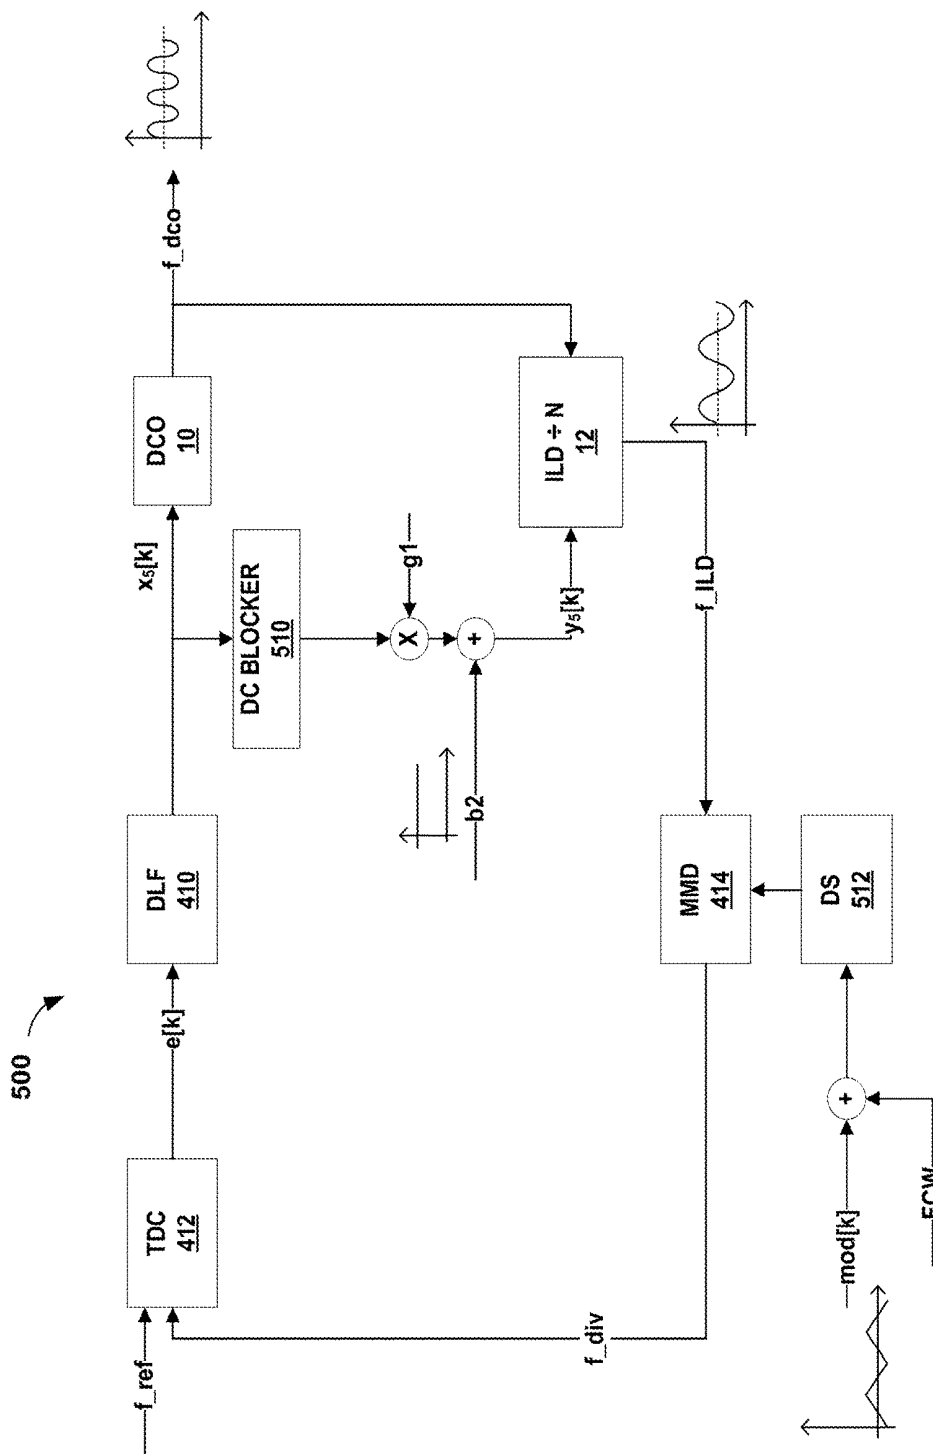 500
f_ref
TDC
412
e[k]
DLF
410
x5[k]
DCO
10
f_dco
DC BLOCKER
510
X
g1
+
b2
y5[k]
ILD ÷ N
12
f_ILD
MMD
414
f_div
DS
512
+
mod[k]
FCW